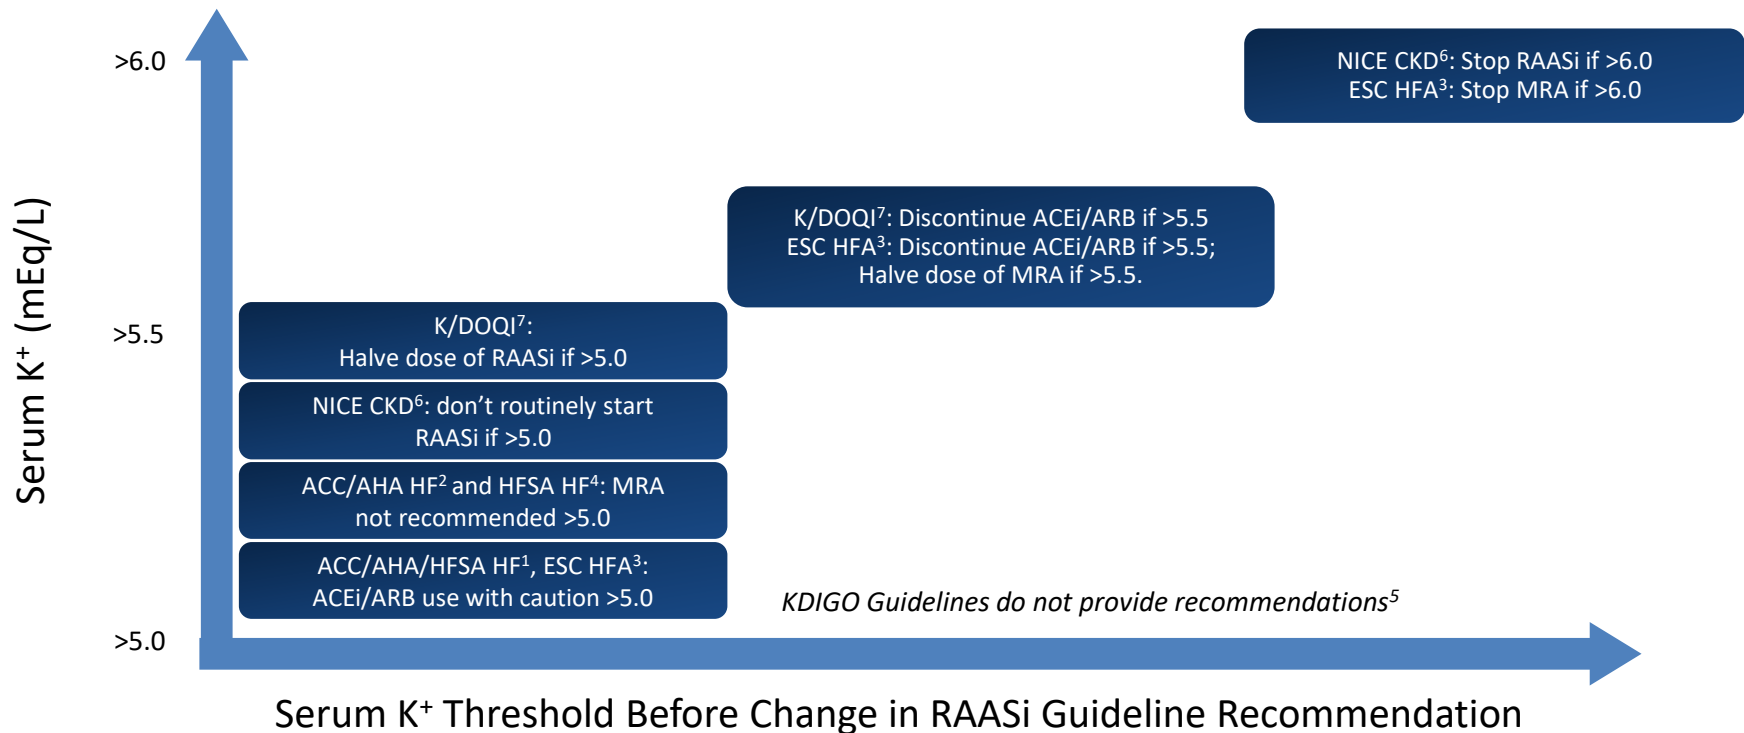 >6.0
NICE CKD⁶: Stop RAASi if >6.0
ESC HFA³: Stop MRA if >6.0
K/DOQI⁷: Discontinue ACEi/ARB if >5.5
ESC HFA³: Discontinue ACEi/ARB if >5.5;
Halve dose of MRA if >5.5.
>5.5
K/DOQI⁷:
Halve dose of RAASi if >5.0
NICE CKD⁶: don’t routinely start
RAASi if >5.0
ACC/AHA HF² and HFSA HF⁴: MRA
not recommended >5.0
ACC/AHA/HFSA HF¹, ESC HFA³:
ACEi/ARB use with caution >5.0
KDIGO Guidelines do not provide recommendations⁵
>5.0
Serum K⁺ (mEq/L)
Serum K⁺ Threshold Before Change in RAASi Guideline Recommendation